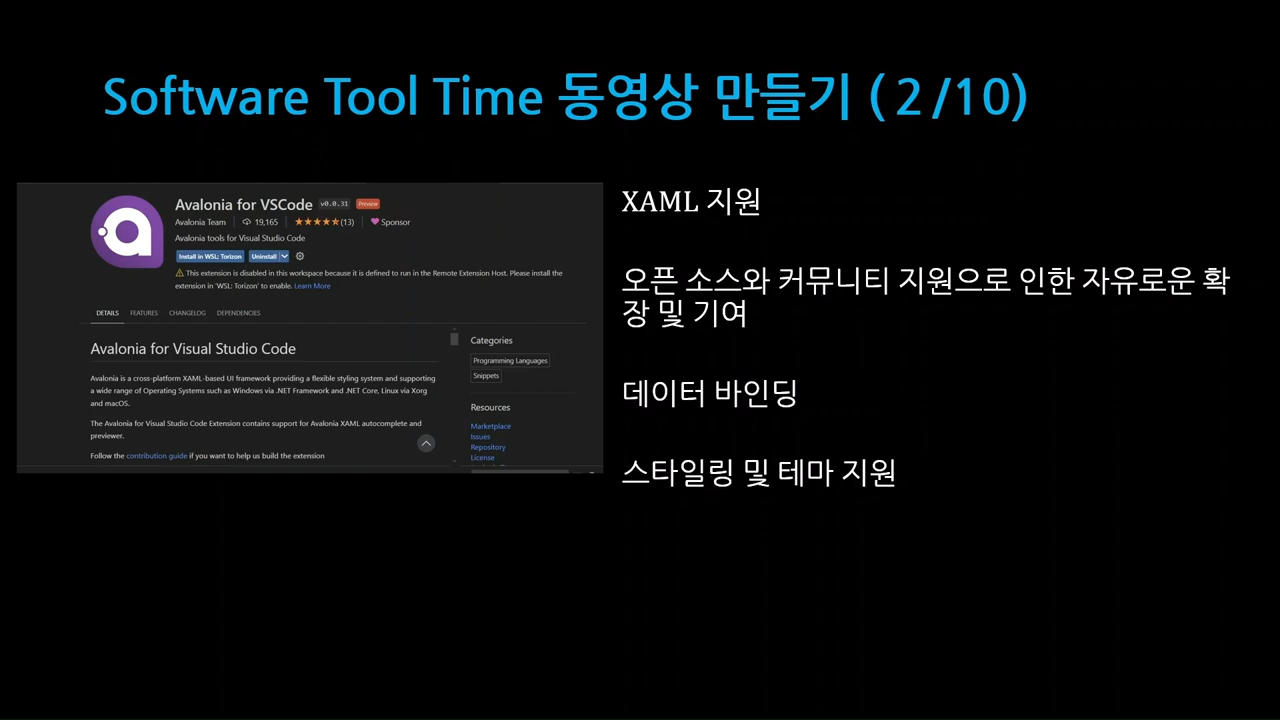 Software Tool Time 동영상 만들기 ( 2 /10)
Avalonia for VSCode v0.0.31 Preview
Avalonia Team 19,165 (13) Sponsor
Avalonia tools for Visual Studio Code
Install in WSL: Torizon Uninstall
This extension is disabled in this workspace because it is defined to run in the Remote Extension Host. Please install the
extension in 'WSL: Torizon' to enable. Learn More
DETAILS FEATURES CHANGELOG DEPENDENCIES
Avalonia for Visual Studio Code
Avalonia is a cross-platform XAML-based UI framework providing a flexible styling system and supporting
a wide range of Operating Systems such as Windows via .NET Framework and .NET Core, Linux via Xorg
and macOS.
The Avalonia for Visual Studio Code Extension contains support for Avalonia XAML autocomplete and
previewer.
Follow the contribution guide if you want to help us build the extension
Categories
Programming Languages
Snippets
Resources
Marketplace
Issues
Repository
License
XAML 지원
오픈 소스와 커뮤니티 지원으로 인한 자유로운 확
장 및 기여
데이터 바인딩
스타일링 및 테마 지원